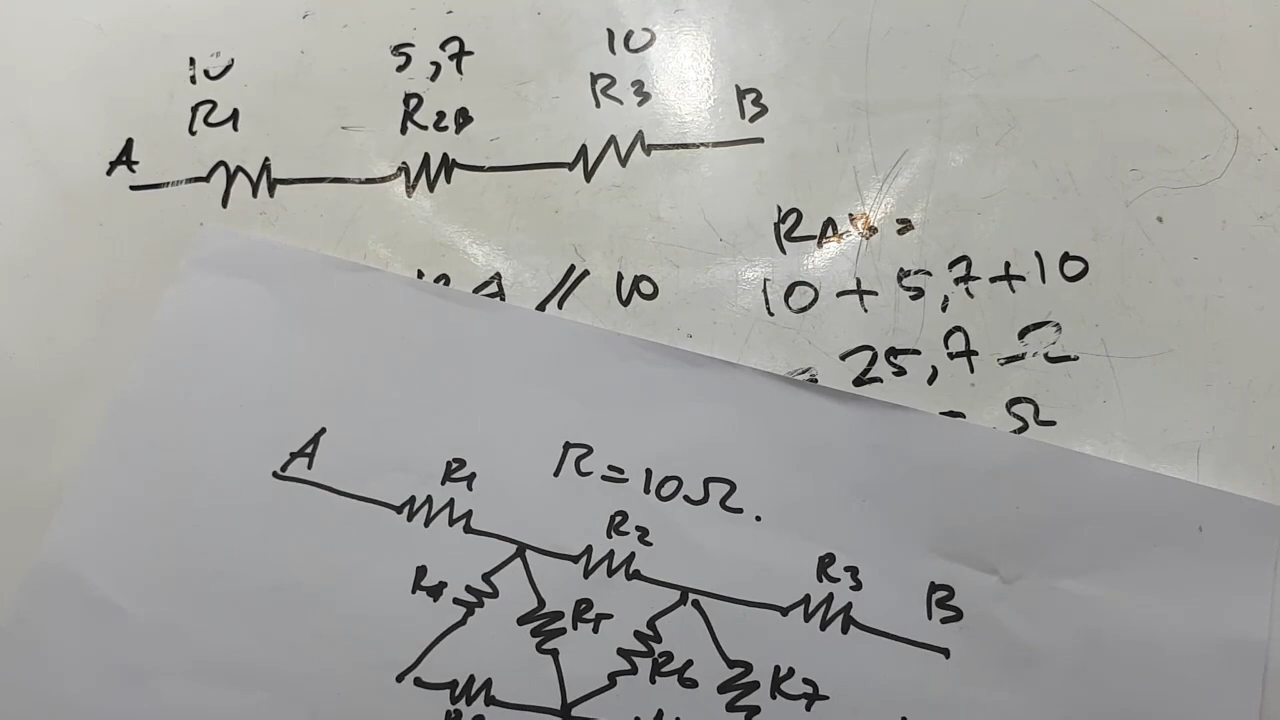 10 5,7 10
R1 R2B R3 B
A
RAB =
// 10 10 + 5,7 + 10
= 25,7 Ω
Ω
A
R1 R = 10Ω.
R2
R3 B
R4 R5
R6 R7